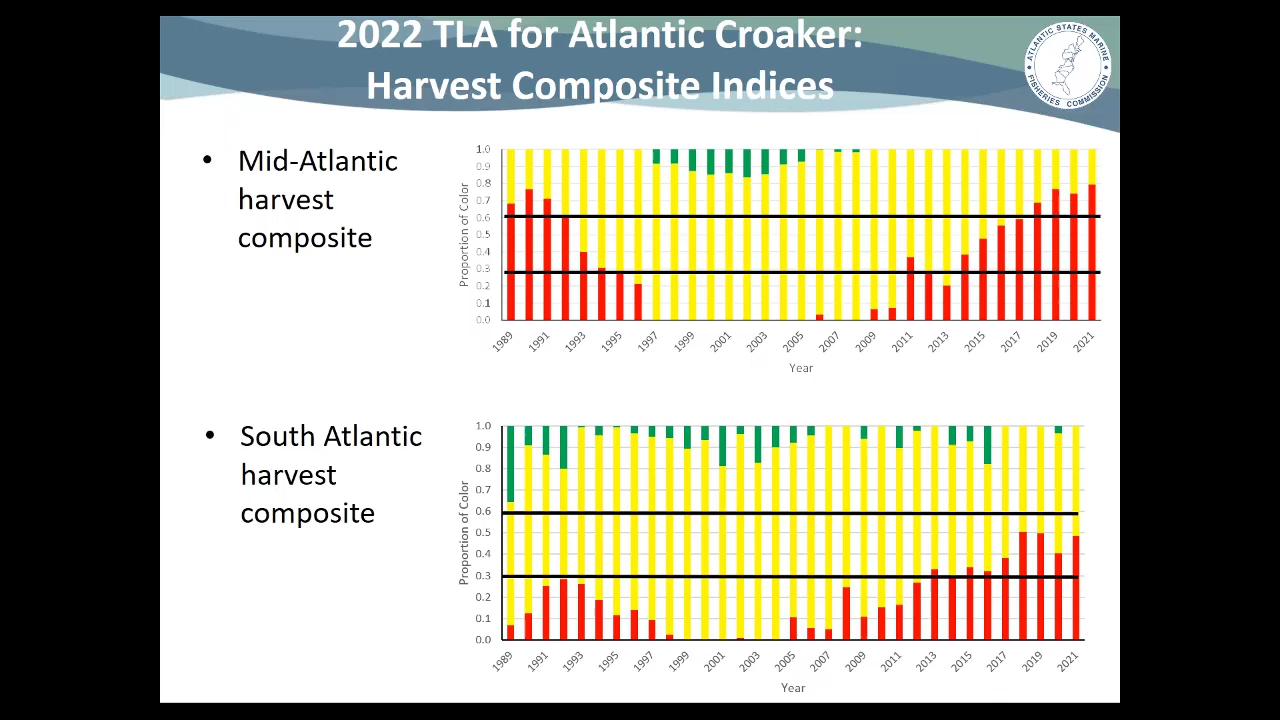 2022 TLA for Atlantic Croaker:
Harvest Composite Indices
ATLANTIC STATES MARINE
FISHERIES COMMISSION
• Mid-Atlantic
harvest
composite
Proportion of Color
1.0
0.9
0.8
0.7
0.6
0.5
0.4
0.3
0.2
0.1
0.0
1989 1991 1993 1995 1997 1999 2001 2003 2005 2007 2009 2011 2013 2015 2017 2019 2021
Year
• South Atlantic
harvest
composite
Proportion of Color
1.0
0.9
0.8
0.7
0.6
0.5
0.4
0.3
0.2
0.1
0.0
1989 1991 1993 1995 1997 1999 2001 2003 2005 2007 2009 2011 2013 2015 2017 2019 2021
Year